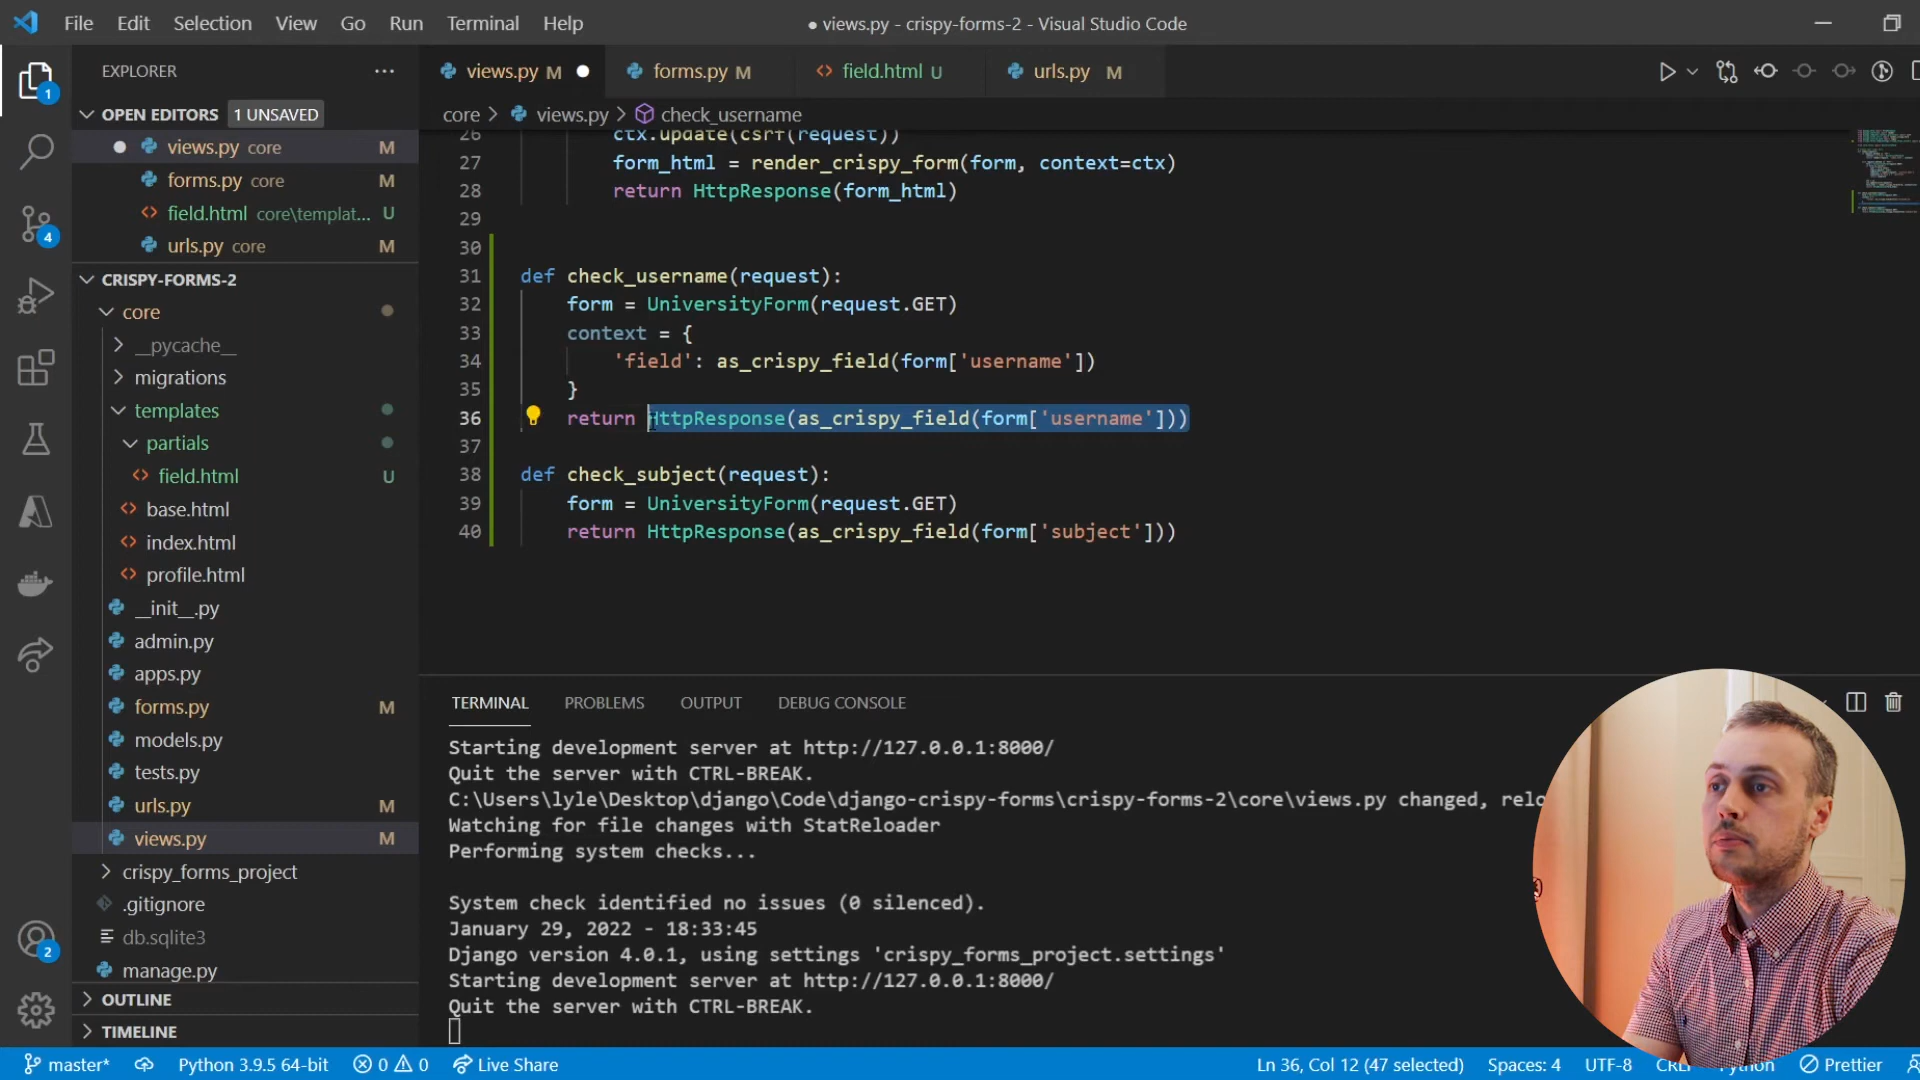 File Edit Selection View Go Run Terminal Help ● views.py - crispy-forms-2 - Visual Studio Code
EXPLORER ···
views.py M
forms.py M
field.html U
urls.py M
OPEN EDITORS 1 UNSAVED
core > views.py > check_username
views.py core M
forms.py core M
field.html core\templat... U
urls.py core M
CRISPY-FORMS-2
core
__pycache__
migrations
templates
partials
field.html U
base.html
index.html
profile.html
__init__.py
admin.py
apps.py
forms.py M
models.py
tests.py
urls.py M
views.py M
crispy_forms_project
.gitignore
db.sqlite3
manage.py
OUTLINE
TIMELINE
1
4
2
26 ctx.update(csrf(request))
27 form_html = render_crispy_form(form, context=ctx)
28 return HttpResponse(form_html)
29
30
31 def check_username(request):
32 form = UniversityForm(request.GET)
33 context = {
34 'field': as_crispy_field(form['username'])
35 }
36 return HttpResponse(as_crispy_field(form['username']))
37
38 def check_subject(request):
39 form = UniversityForm(request.GET)
40 return HttpResponse(as_crispy_field(form['subject']))
TERMINAL PROBLEMS OUTPUT DEBUG CONSOLE
Starting development server at http://127.0.0.1:8000/
Quit the server with CTRL-BREAK.
C:\Users\lyle\Desktop\django\Code\django-crispy-forms\crispy-forms-2\core\views.py changed, relo
Watching for file changes with StatReloader
Performing system checks...
System check identified no issues (0 silenced).
January 29, 2022 - 18:33:45
Django version 4.0.1, using settings 'crispy_forms_project.settings'
Starting development server at http://127.0.0.1:8000/
Quit the server with CTRL-BREAK.
master* Python 3.9.5 64-bit 0 0 Live Share Ln 36, Col 12 (47 selected) Spaces: 4 UTF-8 CRLF Python Prettier